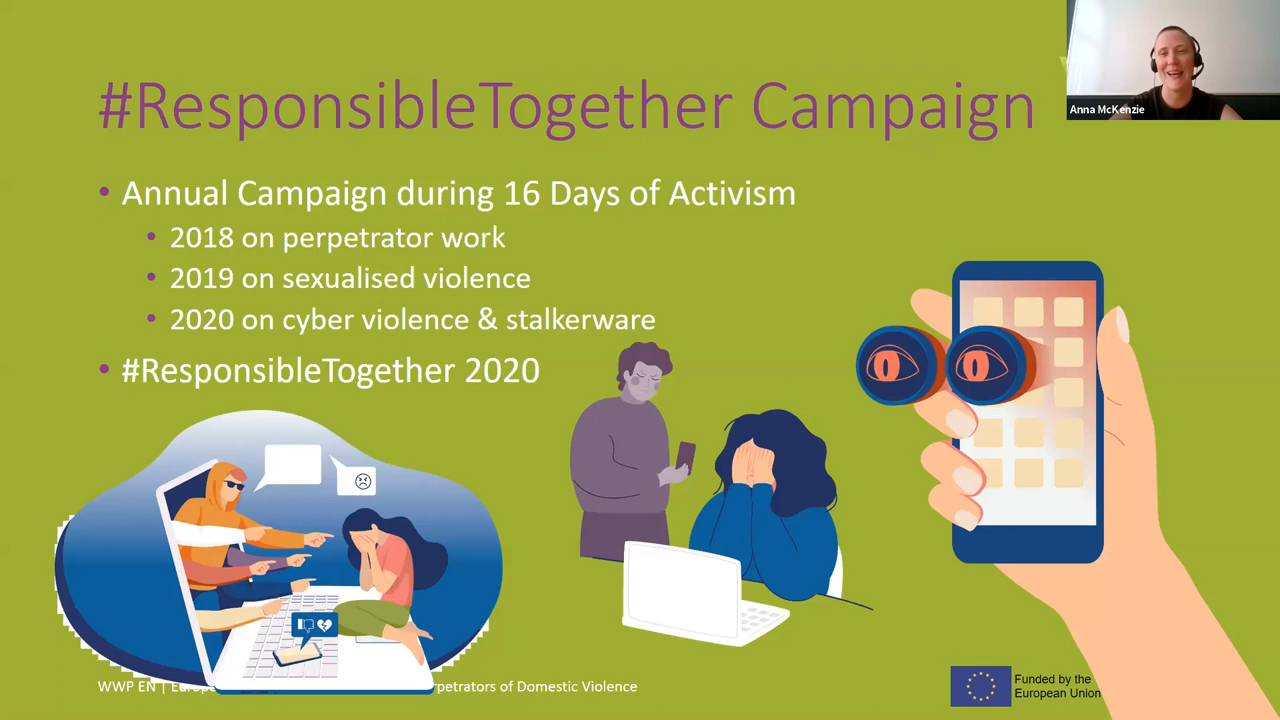 #ResponsibleTogether Campaign
Anna McKenzie
• Annual Campaign during 16 Days of Activism
• 2018 on perpetrator work
• 2019 on sexualised violence
• 2020 on cyber violence & stalkerware
• #ResponsibleTogether 2020
WWP EN | Europe petrators of Domestic Violence
Funded by the
European Union